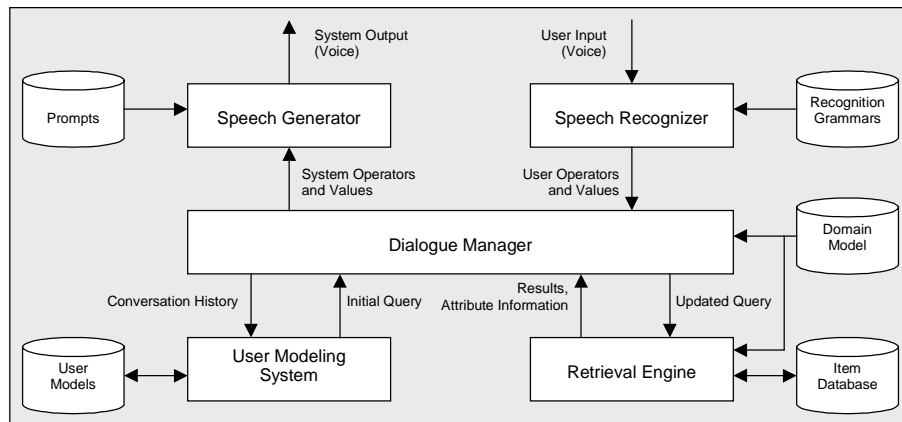 System Output
(Voice)
User Input
(Voice)
Prompts
Speech Generator
Speech Recognizer
Recognition
Grammars
System Operators
and Values
User Operators
and Values
Dialogue Manager
Domain
Model
Conversation History
Initial Query
Results,
Attribute Information
Updated Query
User
Models
User Modeling
System
Retrieval Engine
Item
Database